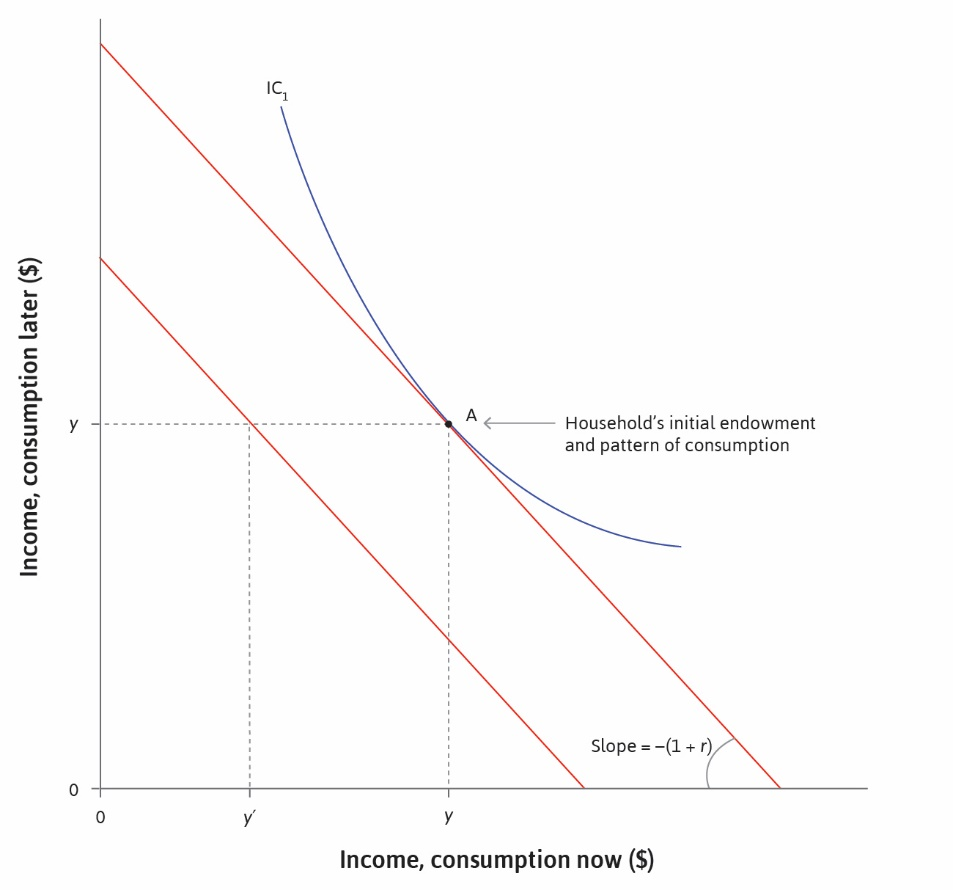 IC₁
Income, consumption later ($)
y
A
Household’s initial endowment
and pattern of consumption
Slope = –(1 + r)
0
0
y′
y
Income, consumption now ($)